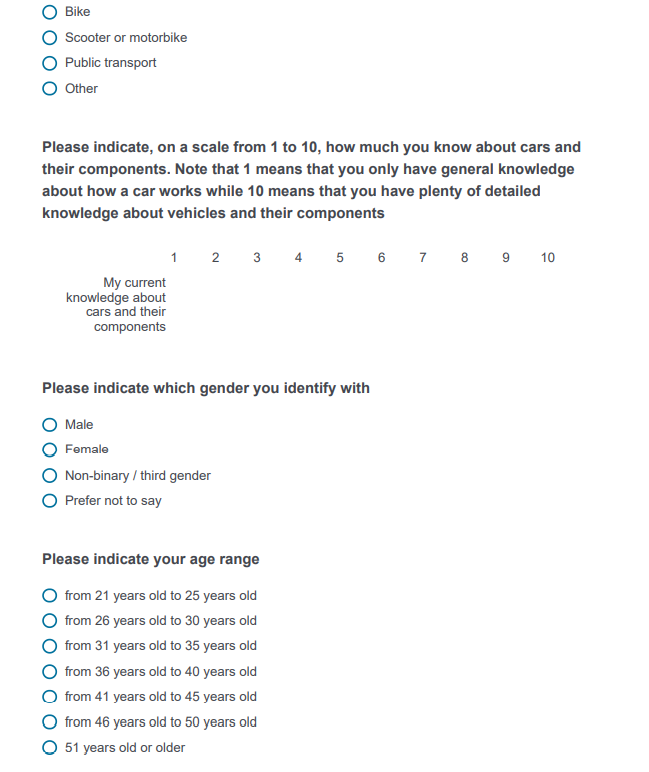 Bike
Scooter or motorbike
Public transport
Other
Please indicate, on a scale from 1 to 10, how much you know about cars and
their components. Note that 1 means that you only have general knowledge
about how a car works while 10 means that you have plenty of detailed
knowledge about vehicles and their components
1 2 3 4 5 6 7 8 9 10
My current
knowledge about
cars and their
components
Please indicate which gender you identify with
Male
Female
Non-binary / third gender
Prefer not to say
Please indicate your age range
from 21 years old to 25 years old
from 26 years old to 30 years old
from 31 years old to 35 years old
from 36 years old to 40 years old
from 41 years old to 45 years old
from 46 years old to 50 years old
51 years old or older